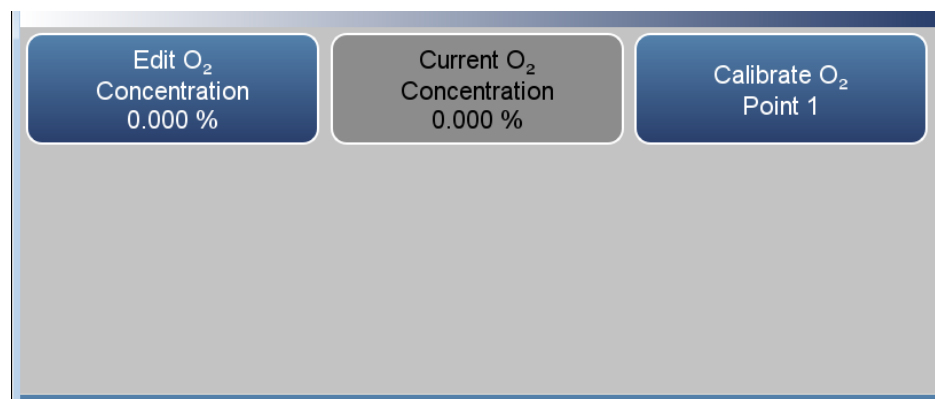 Edit O₂
Concentration
0.000 %
Current O₂
Concentration
0.000 %
Calibrate O₂
Point 1